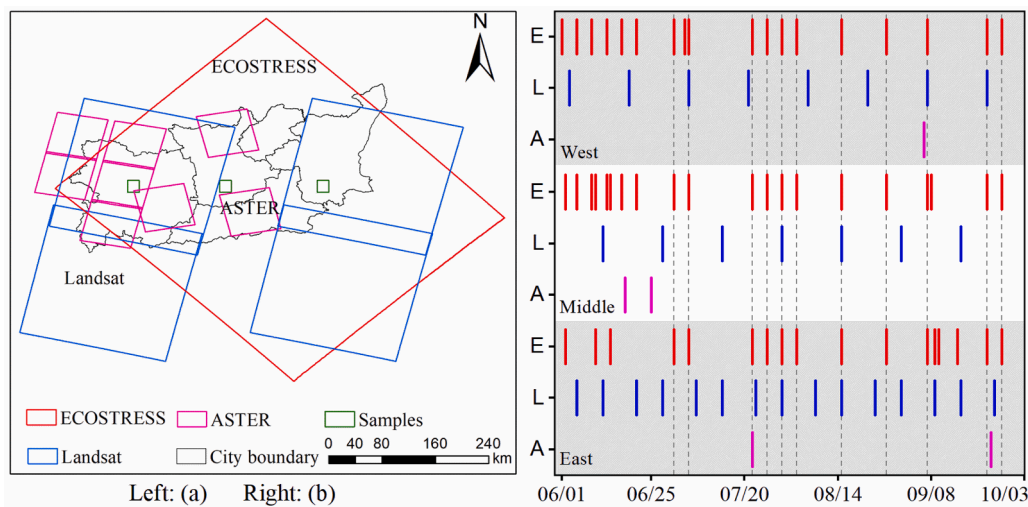 N
ECOSTRESS
ASTER
Landsat
ECOSTRESS ASTER Samples
Landsat City boundary
0 40 80 160 240
km
Left: (a) Right: (b)
E
L
A
West
E
L
A
Middle
E
L
A
East
06/01 06/25 07/20 08/14 09/08 10/03